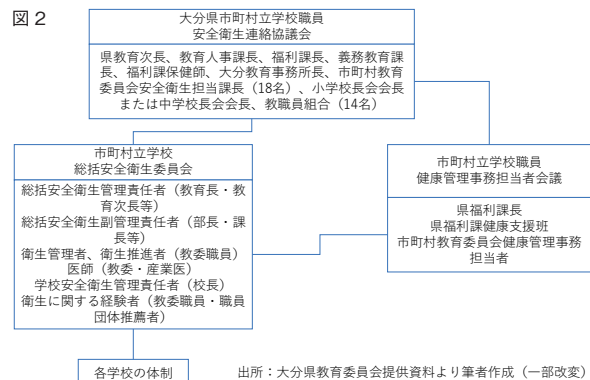 図2
大分県市町村立学校職員
安全衛生連絡協議会
県教育次長、教育人事課長、福利課長、義務教育課
長、福利課保健師、大分教育事務所長、市町村教育
委員会安全衛生担当課長（18名）、小学校長会会長
または中学校長会会長、教職員組合（14名）
市町村立学校
総括安全衛生委員会
総括安全衛生管理責任者（教育長・教
育次長等）
総括安全衛生副管理責任者（部長・課
長等）
衛生管理者、衛生推進者（教委職員）
医師（教委・産業医）
学校安全衛生管理責任者（校長）
衛生に関する経験者（教委職員・職員
団体推薦者）
市町村立学校職員
健康管理事務担当者会議
県福利課長
県福利課健康支援班
市町村教育委員会健康管理事務
担当者
各学校の体制
出所：大分県教育委員会提供資料より筆者作成（一部改変）